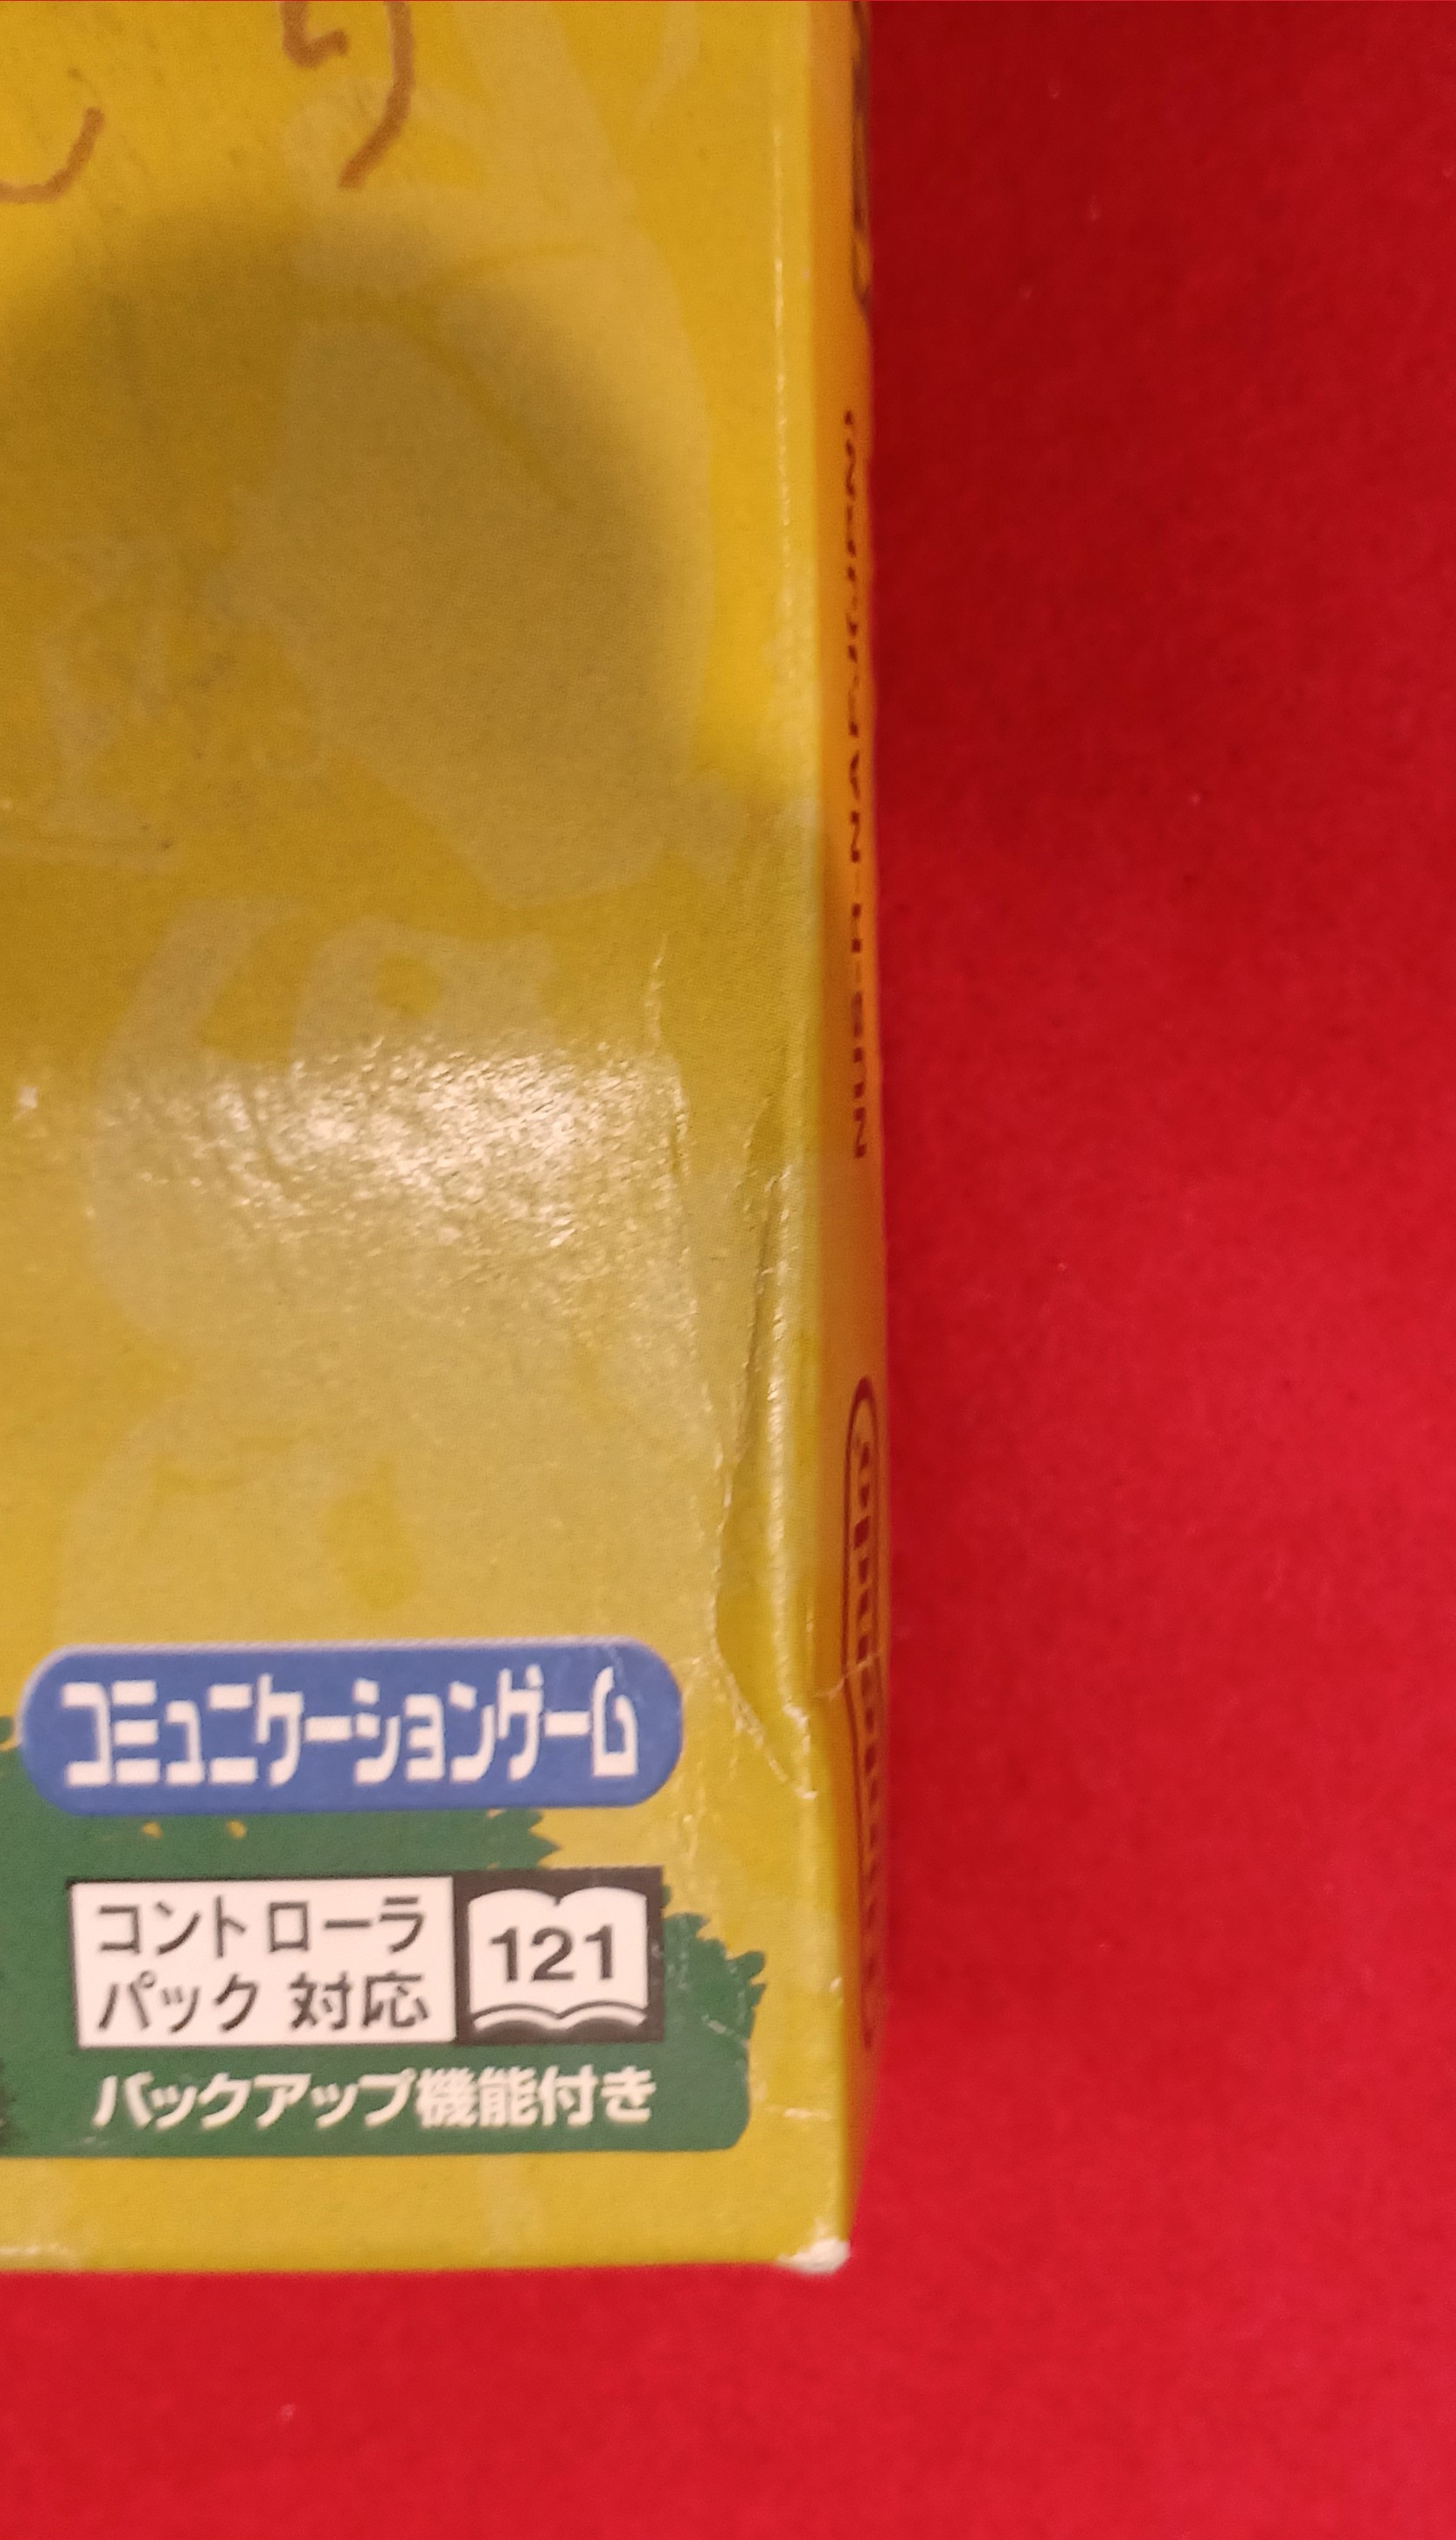 コミュニケーションゲーム
コントローラ
パック 対応
121
バックアップ機能付き